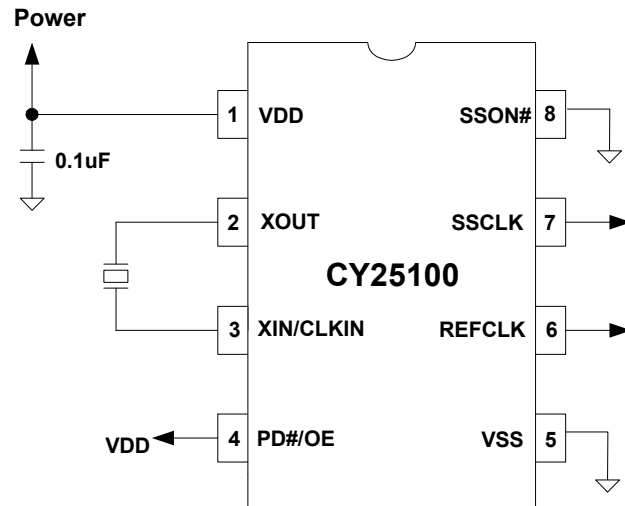 Power
1 VDD SSON# 8
0.1uF
2 XOUT SSCLK 7
CY25100
3 XIN/CLKIN REFCLK 6
VDD 4 PD#/OE VSS 5